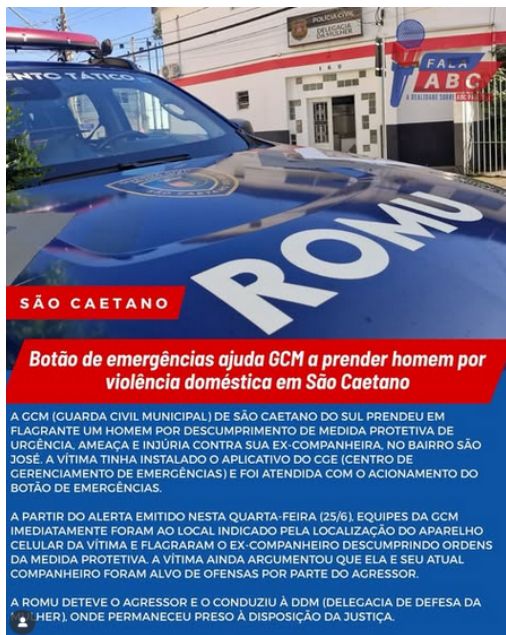 POLÍCIA CIVIL
DELEGACIA
DA MULHER
FALA
ABC
A REALIDADE SOBRE
MENTO TÁTICO
SÃO CAETANO
ROMU
SÃO CAETANO
Botão de emergências ajuda GCM a prender homem por
violência doméstica em São Caetano
A GCM (GUARDA CIVIL MUNICIPAL) DE SÃO CAETANO DO SUL PRENDEU EM
FLAGRANTE UM HOMEM POR DESCUMPRIMENTO DE MEDIDA PROTETIVA DE
URGÊNCIA, AMEAÇA E INJÚRIA CONTRA SUA EX-COMPANHEIRA, NO BAIRRO SÃO
JOSÉ. A VÍTIMA TINHA INSTALADO O APLICATIVO DO CGE (CENTRO DE
GERENCIAMENTO DE EMERGÊNCIAS) E FOI ATENDIDA COM O ACIONAMENTO DO
BOTÃO DE EMERGÊNCIAS.
A PARTIR DO ALERTA EMITIDO NESTA QUARTA-FEIRA (25/6), EQUIPES DA GCM
IMEDIATAMENTE FORAM AO LOCAL INDICADO PELA LOCALIZAÇÃO DO APARELHO
CELULAR DA VÍTIMA E FLAGRARAM O EX-COMPANHEIRO DESCUMPRINDO ORDENS
DA MEDIDA PROTETIVA. A VÍTIMA AINDA ARGUMENTOU QUE ELA E SEU ATUAL
COMPANHEIRO FORAM ALVO DE OFENSAS POR PARTE DO AGRESSOR.
A ROMU DETEVE O AGRESSOR E O CONDUZIU À DDM (DELEGACIA DE DEFESA DA
MULHER), ONDE PERMANECEU PRESO À DISPOSIÇÃO DA JUSTIÇA.